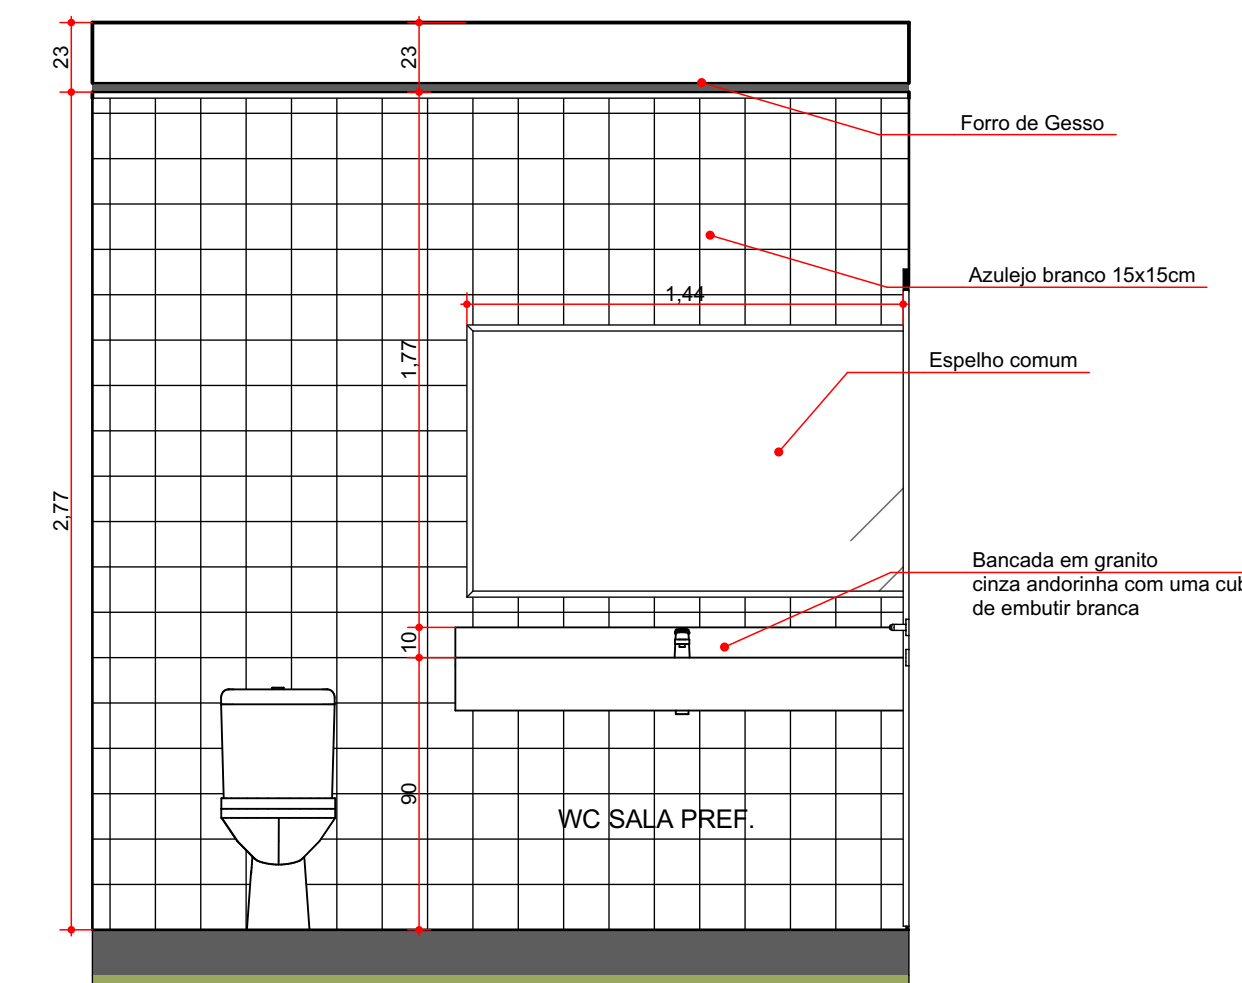 23
23
Forro de Gesso
Azulejo branco 15x15cm
1,44
1,77
Espelho comum
2,77
Bancada em granito
cinza andorinha com uma
de embutir branca
10
90
WC SALA PREF.